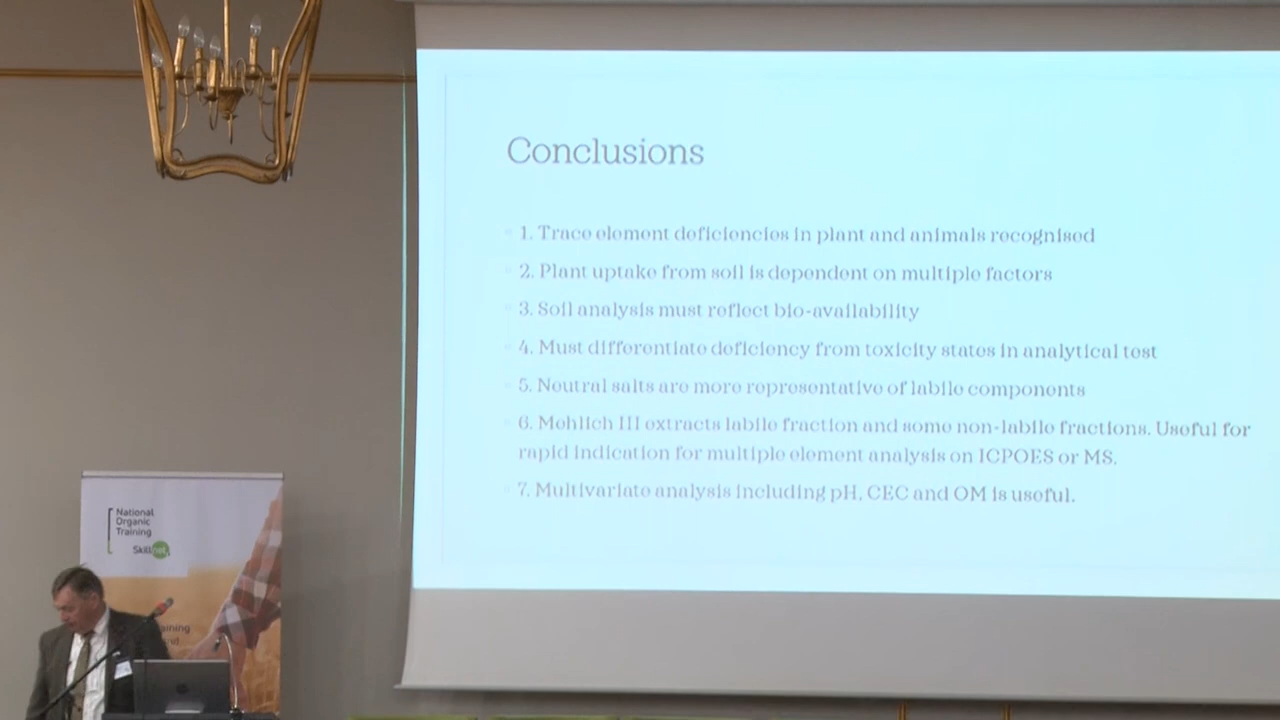 Conclusions
1. Trace element deficiencies in plant and animals recognised
2. Plant uptake from soil is dependent on multiple factors
3. Soil analysis must reflect bio-availability
4. Must differentiate deficiency from toxicity states in analytical test
5. Neutral salts are more representative of labile components
6. Mehlich III extracts labile fraction and some non-labile fractions. Useful for
rapid indication for multiple element analysis on ICPOES or MS.
7. Multivariate analysis including pH, CEC and OM is useful.
National
Organic
Training
Skillnet